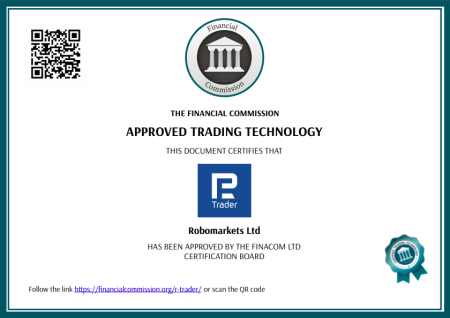 Financial
Commission
THE FINANCIAL COMMISSION
APPROVED TRADING TECHNOLOGY
THIS DOCUMENT CERTIFIES THAT
R
Trader
Robomarkets Ltd
HAS BEEN APPROVED BY THE FINACOM LTD
CERTIFICATION BOARD
Follow the link https://financialcommission.org/r-trader/ or scan the QR code